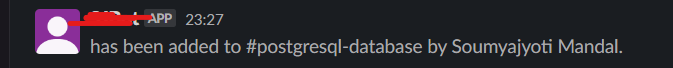 APP 23:27
has been added to #postgresql-database by Soumyajyoti Mandal.